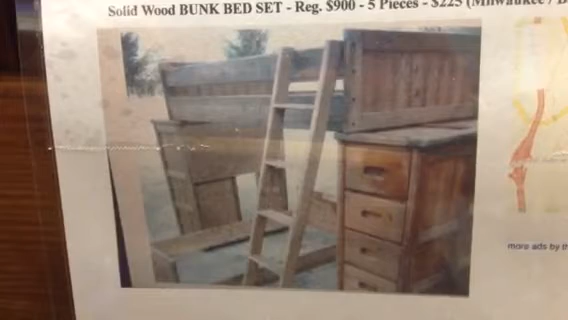 Solid Wood BUNK BED SET - Reg. $900 - 5 Pieces - $225 (Milwaukee /
more ads by